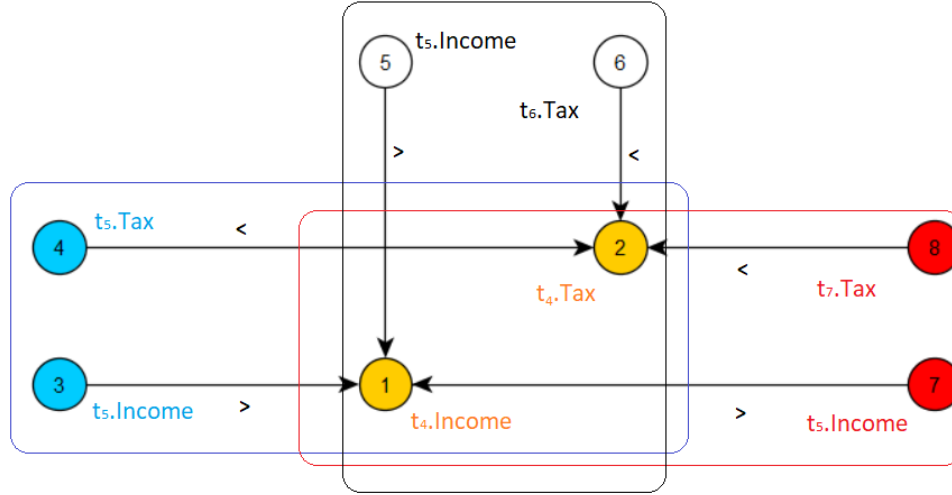 5 t₅.Income 6
t₆.Tax
> <
4 t₅.Tax < 2 8
<
t₄.Tax t₇.Tax
3 1 7
t₅.Income > t₄.Income > t₅.Income